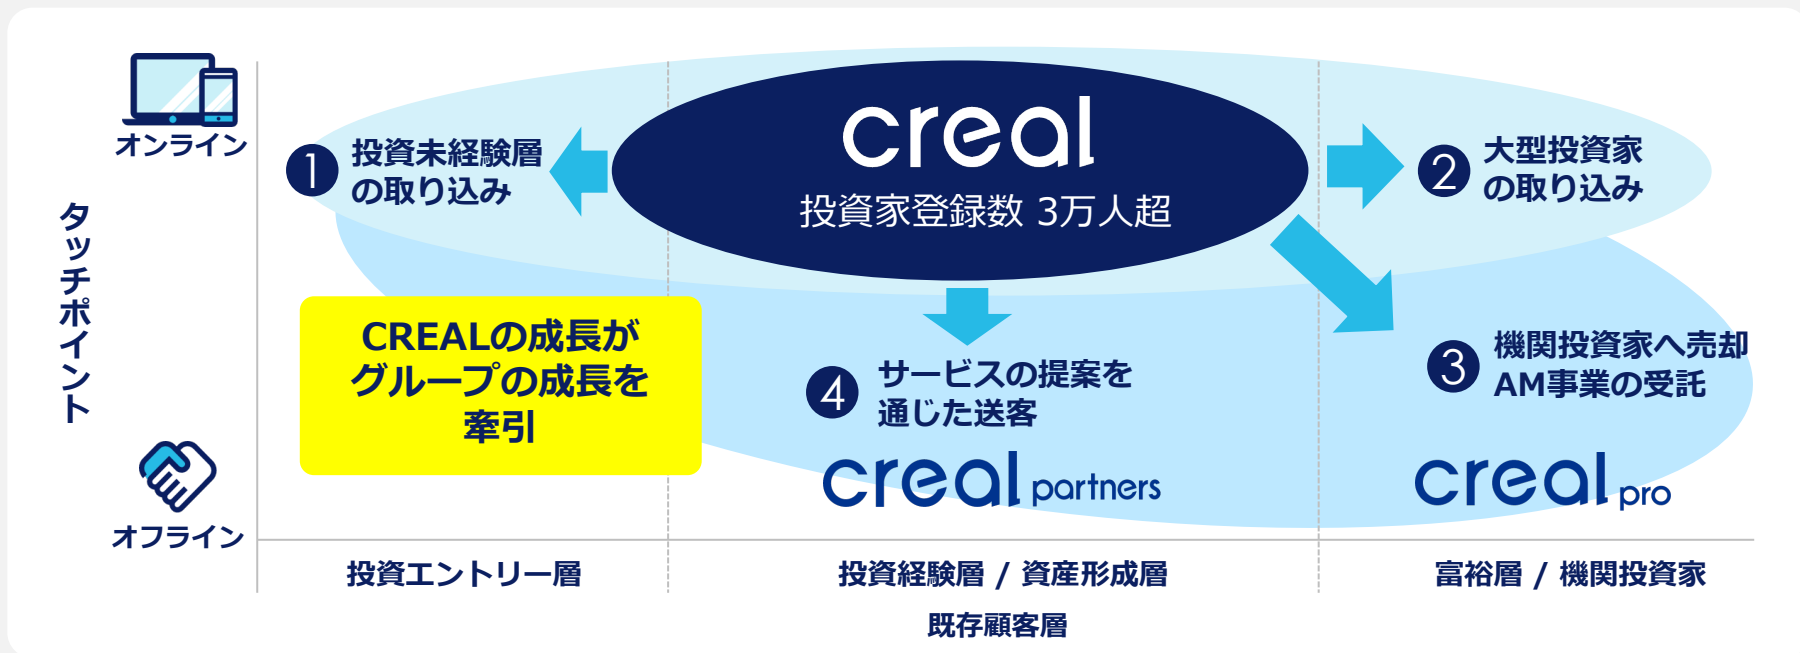 オンライン
タッチポイント
オフライン
creal
投資家登録数 3万人超
1 投資未経験層
の取り込み
2 大型投資家
の取り込み
3 機関投資家へ売却
AM事業の受託
4 サービスの提案を
通じた送客
CREALの成長が
グループの成長を
牽引
creal partners
creal pro
投資エントリー層
投資経験層 / 資産形成層
富裕層 / 機関投資家
既存顧客層